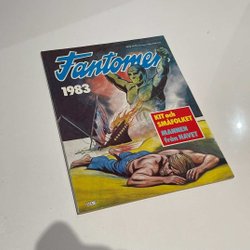 Fantomen
1983
KIT och
SMÅFOLKET
MANNEN
från HAVET